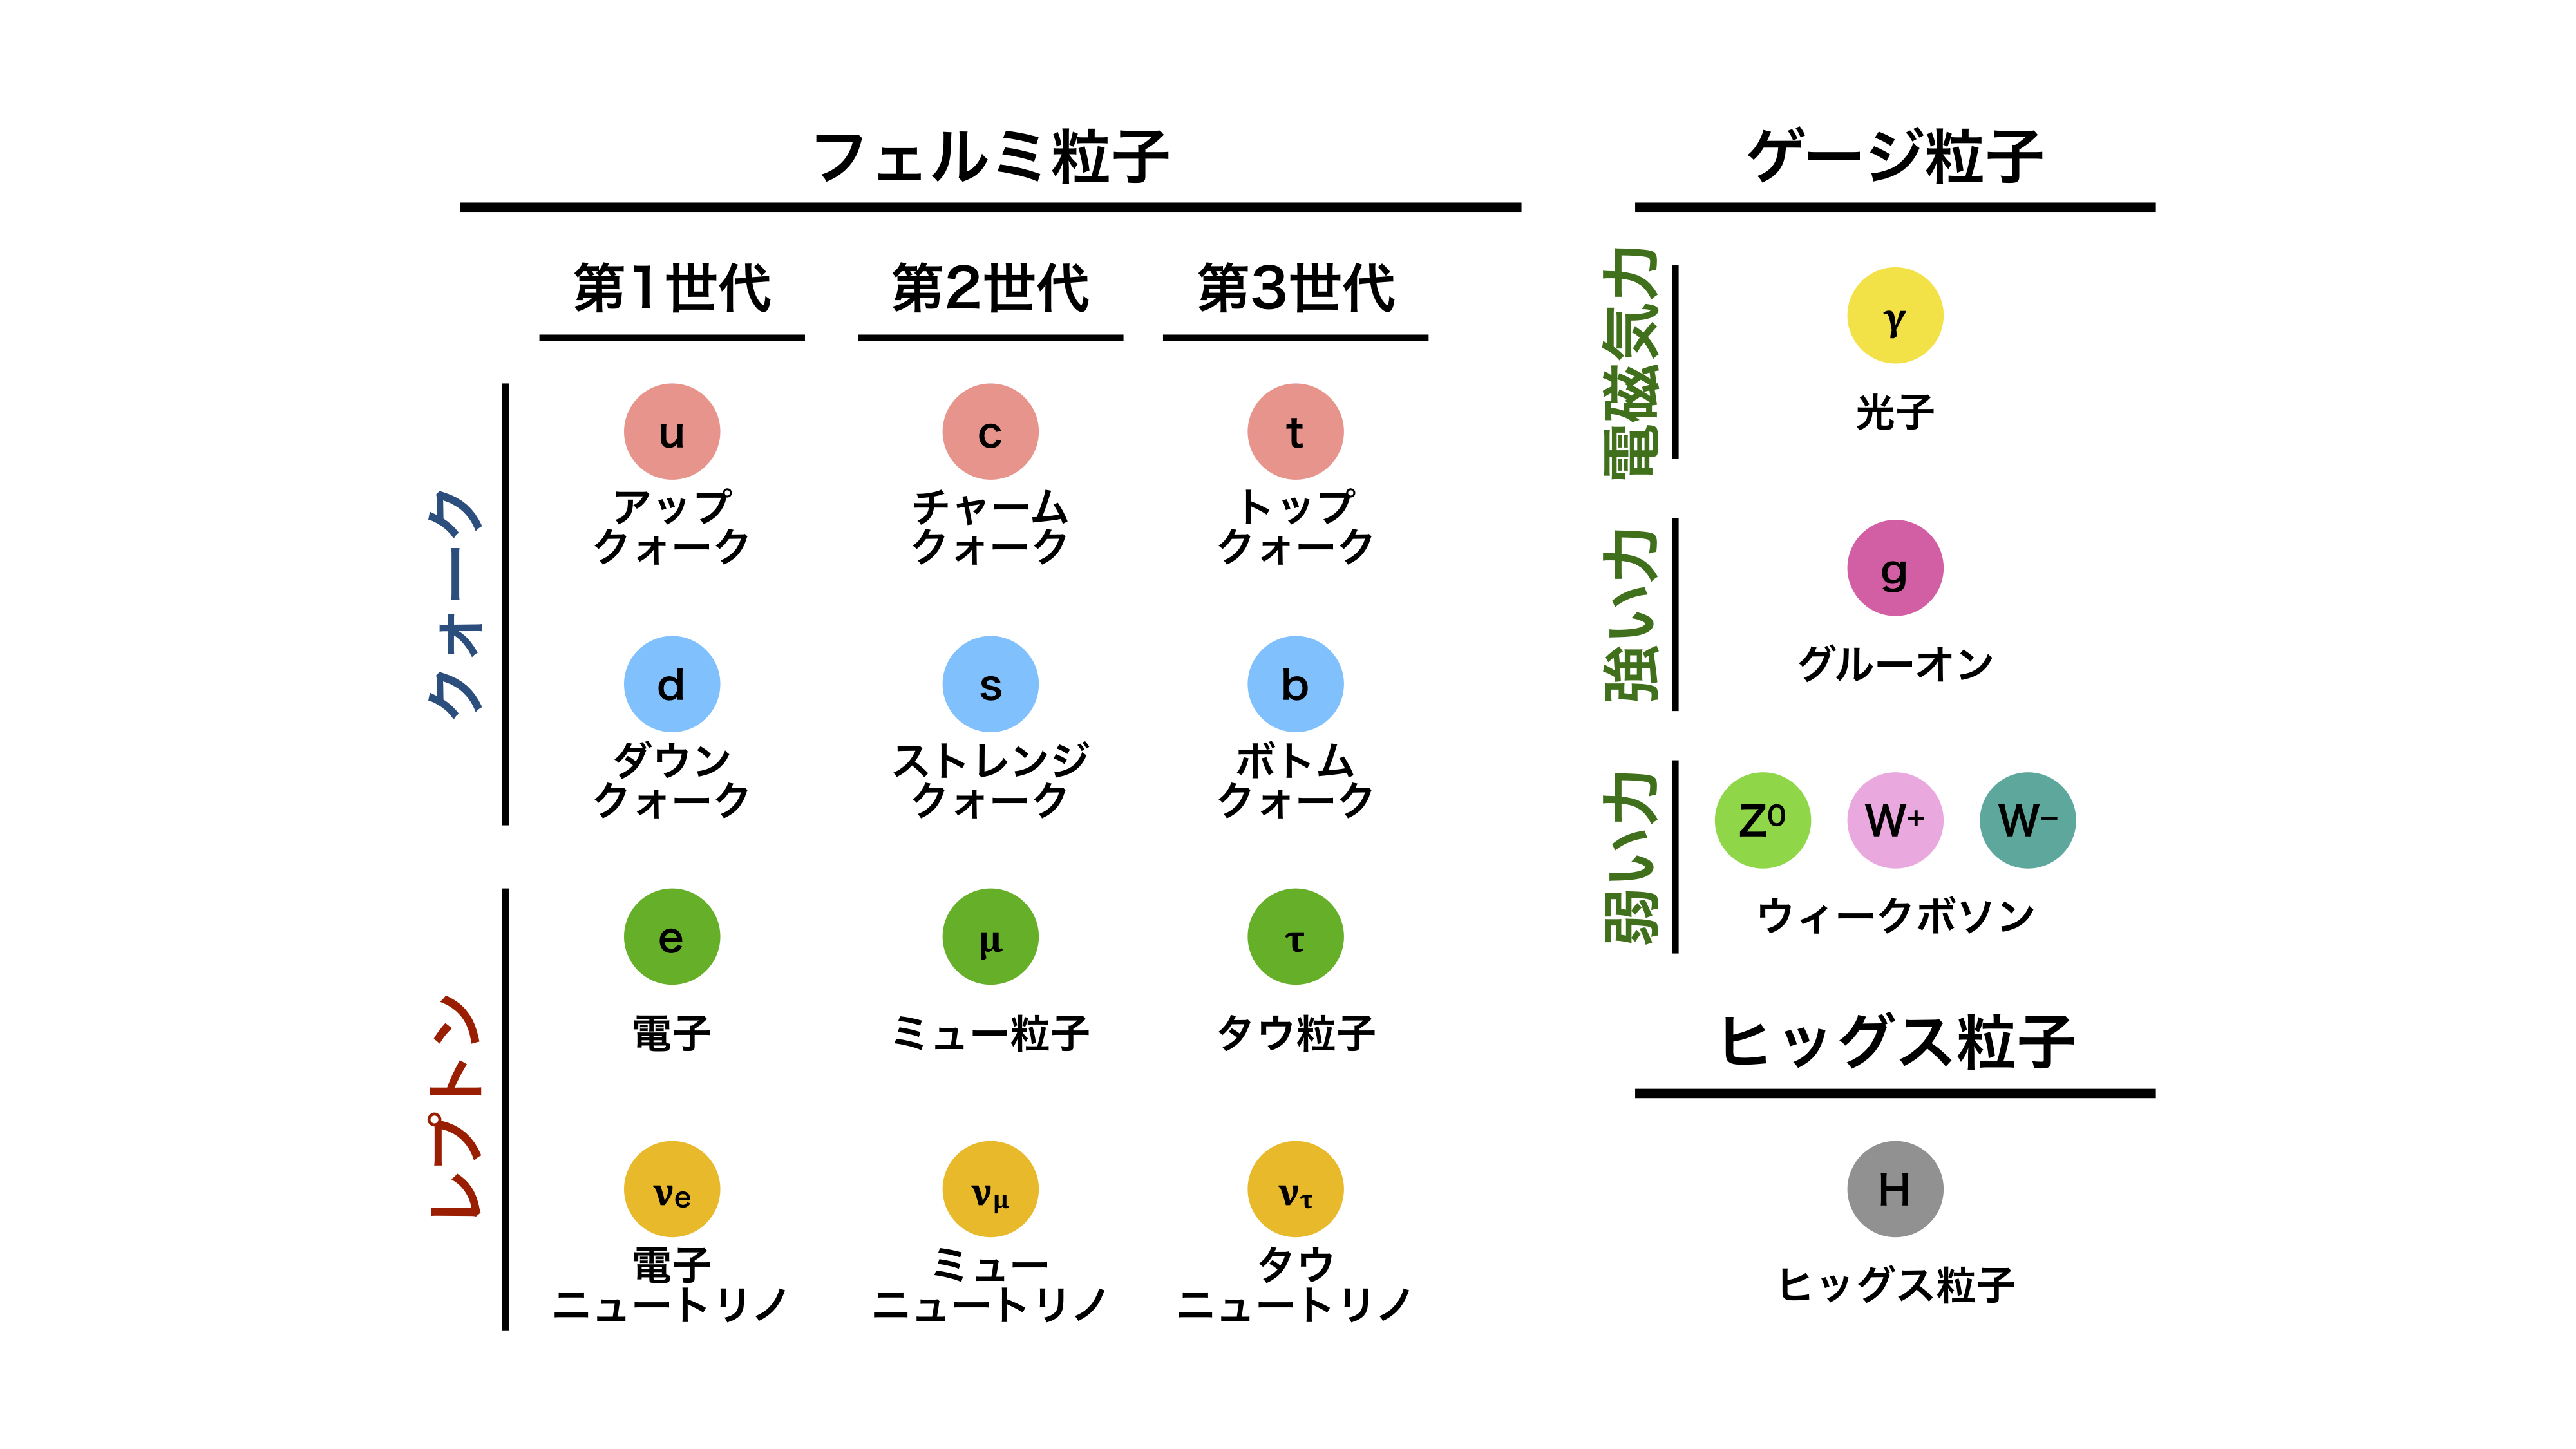 フェルミ粒子
第1世代
第2世代
第3世代
クォーク
u
アップ
クォーク
c
チャーム
クォーク
t
トップ
クォーク
d
ダウン
クォーク
s
ストレンジ
クォーク
b
ボトム
クォーク
レプトン
e
電子
μ
ミュー粒子
τ
タウ粒子
νe
電子
ニュートリノ
νμ
ミュー
ニュートリノ
ντ
タウ
ニュートリノ
ゲージ粒子
電磁気力
γ
光子
強い力
g
グルーオン
弱い力
Z⁰
W⁺
W⁻
ウィークボソン
ヒッグス粒子
H
ヒッグス粒子